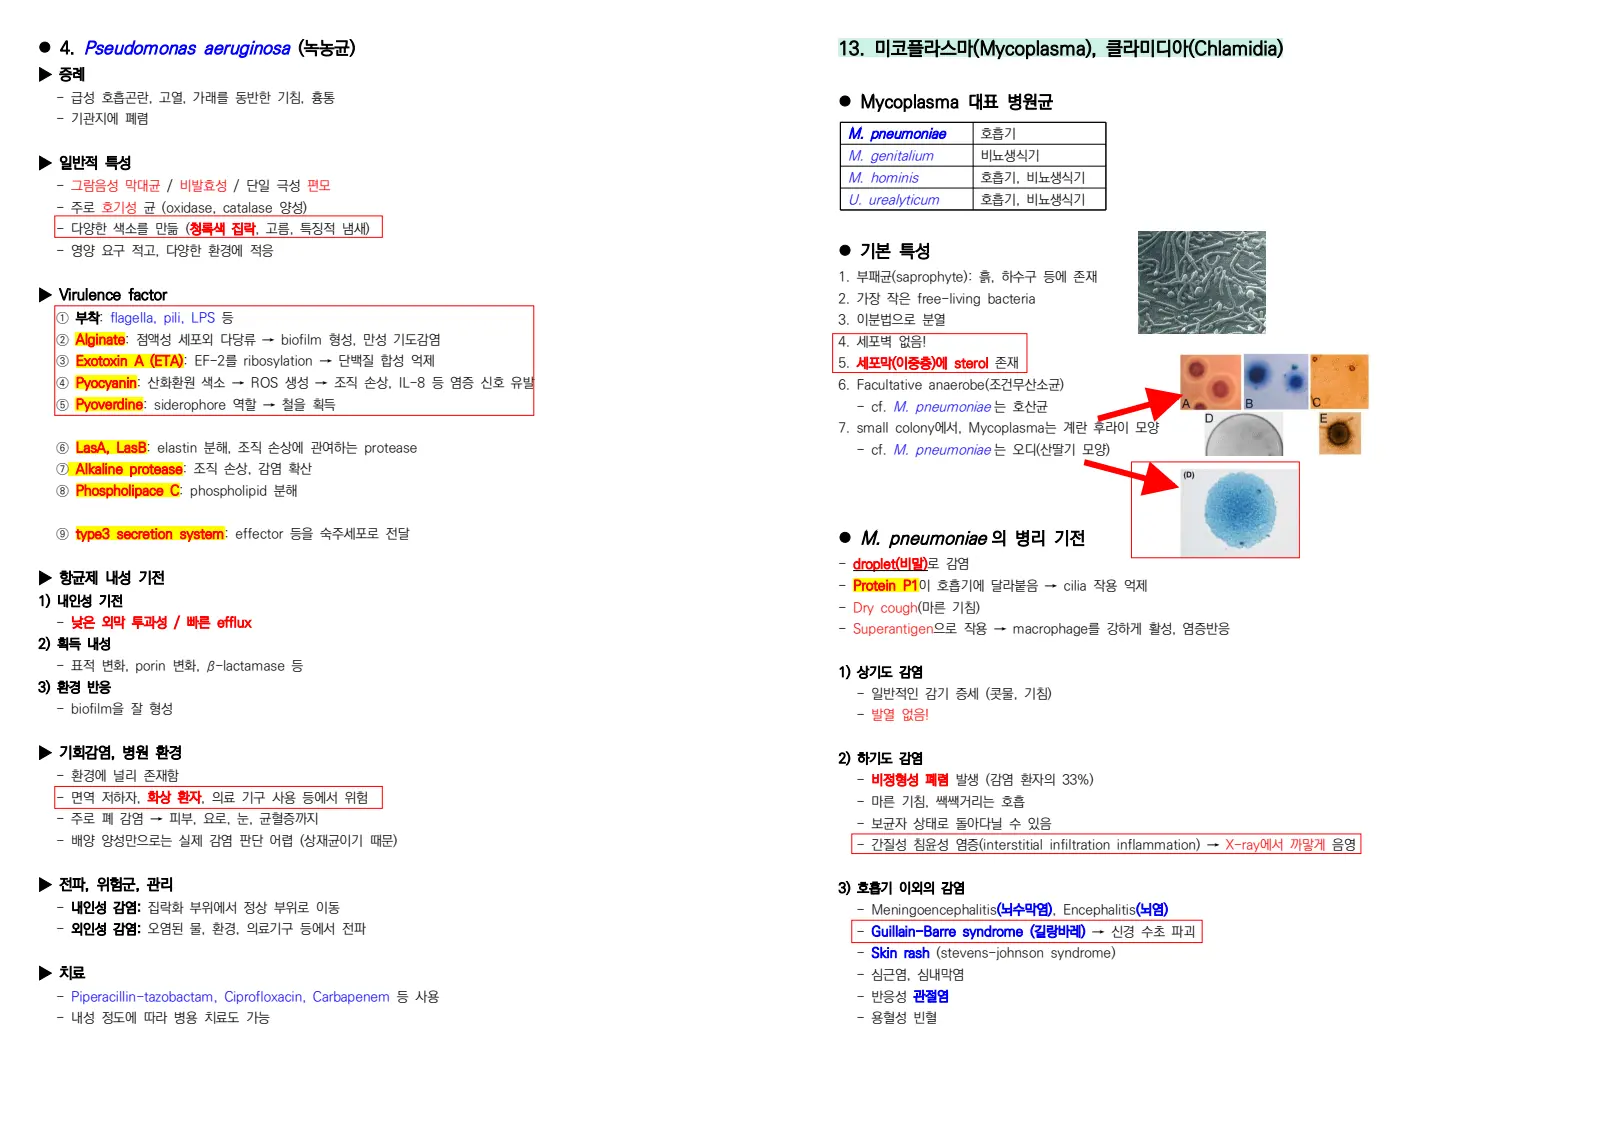 ● 4. Pseudomonas aeruginosa (녹농균)
▶ 증례
- 급성 호흡곤란, 고열, 가래를 동반한 기침, 흉통
- 기관지에 폐렴
▶ 일반적 특성
- 그람음성 막대균 / 비발효성 / 단일 극성 편모
- 주로 호기성 균 (oxidase, catalase 양성)
- 다양한 색소를 만듦 (청록색 집락, 고름, 특징적 냄새)
- 영양 요구 적고, 다양한 환경에 적응
▶ Virulence factor
① 부착: flagella, pili, LPS 등
② Alginate: 점액성 세포외 다당류 → biofilm 형성, 만성 기도감염
③ Exotoxin A (ETA): EF-2를 ribosylation → 단백질 합성 억제
④ Pyocyanin: 산화환원 색소 → ROS 생성 → 조직 손상, IL-8 등 염증 신호 유발
⑤ Pyoverdine: siderophore 역할 → 철을 획득
⑥ LasA, LasB: elastin 분해, 조직 손상에 관여하는 protease
⑦ Alkaline protease: 조직 손상, 감염 확산
⑧ Phospholipace C: phospholipid 분해
⑨ type3 secretion system: effector 등을 숙주세포로 전달
▶ 항균제 내성 기전
1) 내인성 기전
- 낮은 외막 투과성 / 빠른 efflux
2) 획득 내성
- 표적 변화, porin 변화, β-lactamase 등
3) 환경 반응
- biofilm을 잘 형성
▶ 기회감염, 병원 환경
- 환경에 널리 존재함
- 면역 저하자, 화상 환자, 의료 기구 사용 등에서 위험
- 주로 폐 감염 → 피부, 요로, 눈, 균혈증까지
- 배양 양성만으로는 실제 감염 판단 어렵 (상재균이기 때문)
▶ 전파, 위험군, 관리
- 내인성 감염: 집락화 부위에서 정상 부위로 이동
- 외인성 감염: 오염된 물, 환경, 의료기구 등에서 전파
▶ 치료
- Piperacillin-tazobactam, Ciprofloxacin, Carbapenem 등 사용
- 내성 정도에 따라 병용 치료도 가능
13. 미코플라스마(Mycoplasma), 클라미디아(Chlamidia)
● Mycoplasma 대표 병원균
M. pneumoniae 호흡기
M. genitalium 비뇨생식기
M. hominis 호흡기, 비뇨생식기
U. urealyticum 호흡기, 비뇨생식기
● 기본 특성
1. 부패균(saprophyte): 흙, 하수구 등에 존재
2. 가장 작은 free-living bacteria
3. 이분법으로 분열
4. 세포벽 없음!
5. 세포막(이중층)에 sterol 존재
6. Facultative anaerobe(조건무산소균)
- cf. M. pneumoniae는 호산균
7. small colony에서, Mycoplasma는 계란 후라이 모양
- cf. M. pneumoniae는 오디(산딸기 모양)
A B C
D E
(D)
● M. pneumoniae의 병리 기전
- droplet(비말)로 감염
- Protein P1이 호흡기에 달라붙음 → cilia 작용 억제
- Dry cough(마른 기침)
- Superantigen으로 작용 → macrophage를 강하게 활성, 염증반응
1) 상기도 감염
- 일반적인 감기 증세 (콧물, 기침)
- 발열 없음!
2) 하기도 감염
- 비정형성 폐렴 발생 (감염 환자의 33%)
- 마른 기침, 쌕쌕거리는 호흡
- 보균자 상태로 돌아다닐 수 있음
- 간질성 침윤성 염증(interstitial infiltration inflammation) → X-ray에서 까맣게 음영
3) 호흡기 이외의 감염
- Meningoencephalitis(뇌수막염), Encephalitis(뇌염)
- Guillain-Barre syndrome (길랑바레) → 신경 수초 파괴
- Skin rash (stevens-johnson syndrome)
- 심근염, 심내막염
- 반응성 관절염
- 용혈성 빈혈